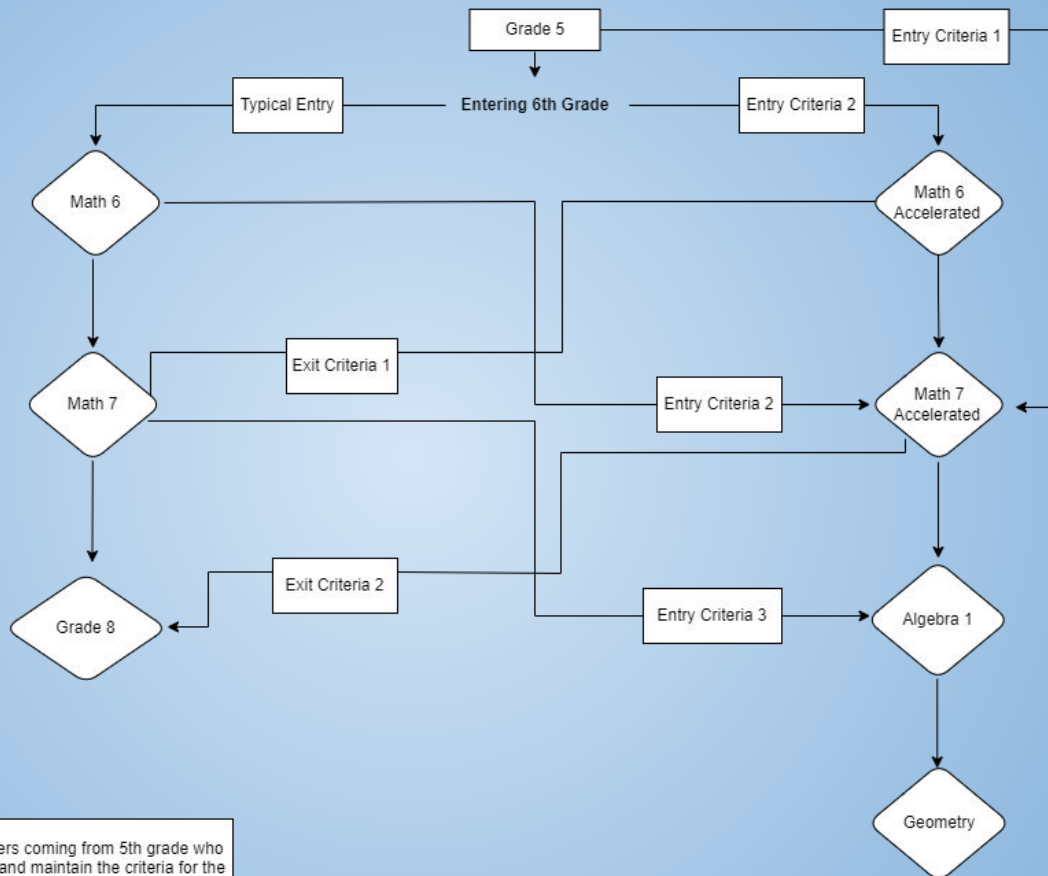 Grade 5
Entry Criteria 1
Typical Entry
Entering 6th Grade
Entry Criteria 2
Math 6
Math 6
Accelerated
Exit Criteria 1
Math 7
Entry Criteria 2
Math 7
Accelerated
Exit Criteria 2
Grade 8
Entry Criteria 3
Algebra 1
Geometry
coming from 5th grade who
and maintain the criteria for the